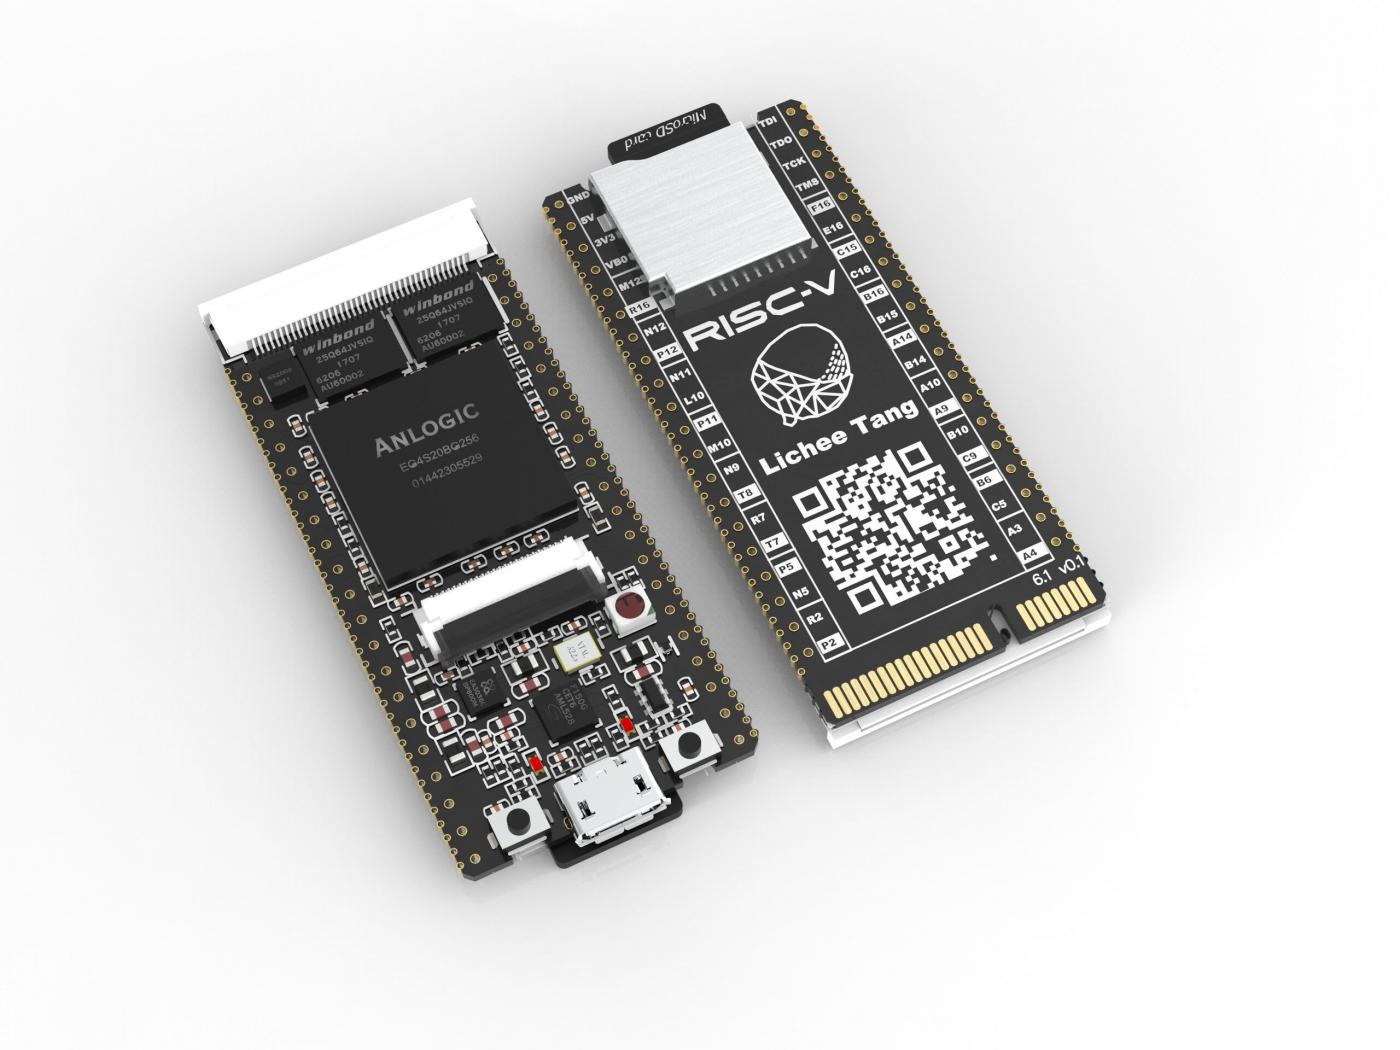 winbond
25Q64JVSIQ
1707
6206
AU60002
winbond
25Q64JVSIQ
1707
6206
AU60002
ANLOGIC
EG4S20BG256
01442305529
MicroSD card
GND
5V
3V3
VB0
R16
N12
P12
N11
L10
P11
M10
N9
T8
R7
T7
P5
N5
R2
P2
TDI
TDO
TCK
TMS
F16
E16
C15
C16
B16
B15
A14
B14
A10
A9
B10
C9
B6
C5
A3
A4
RISC-V
Lichee Tang
6.1 v0.1